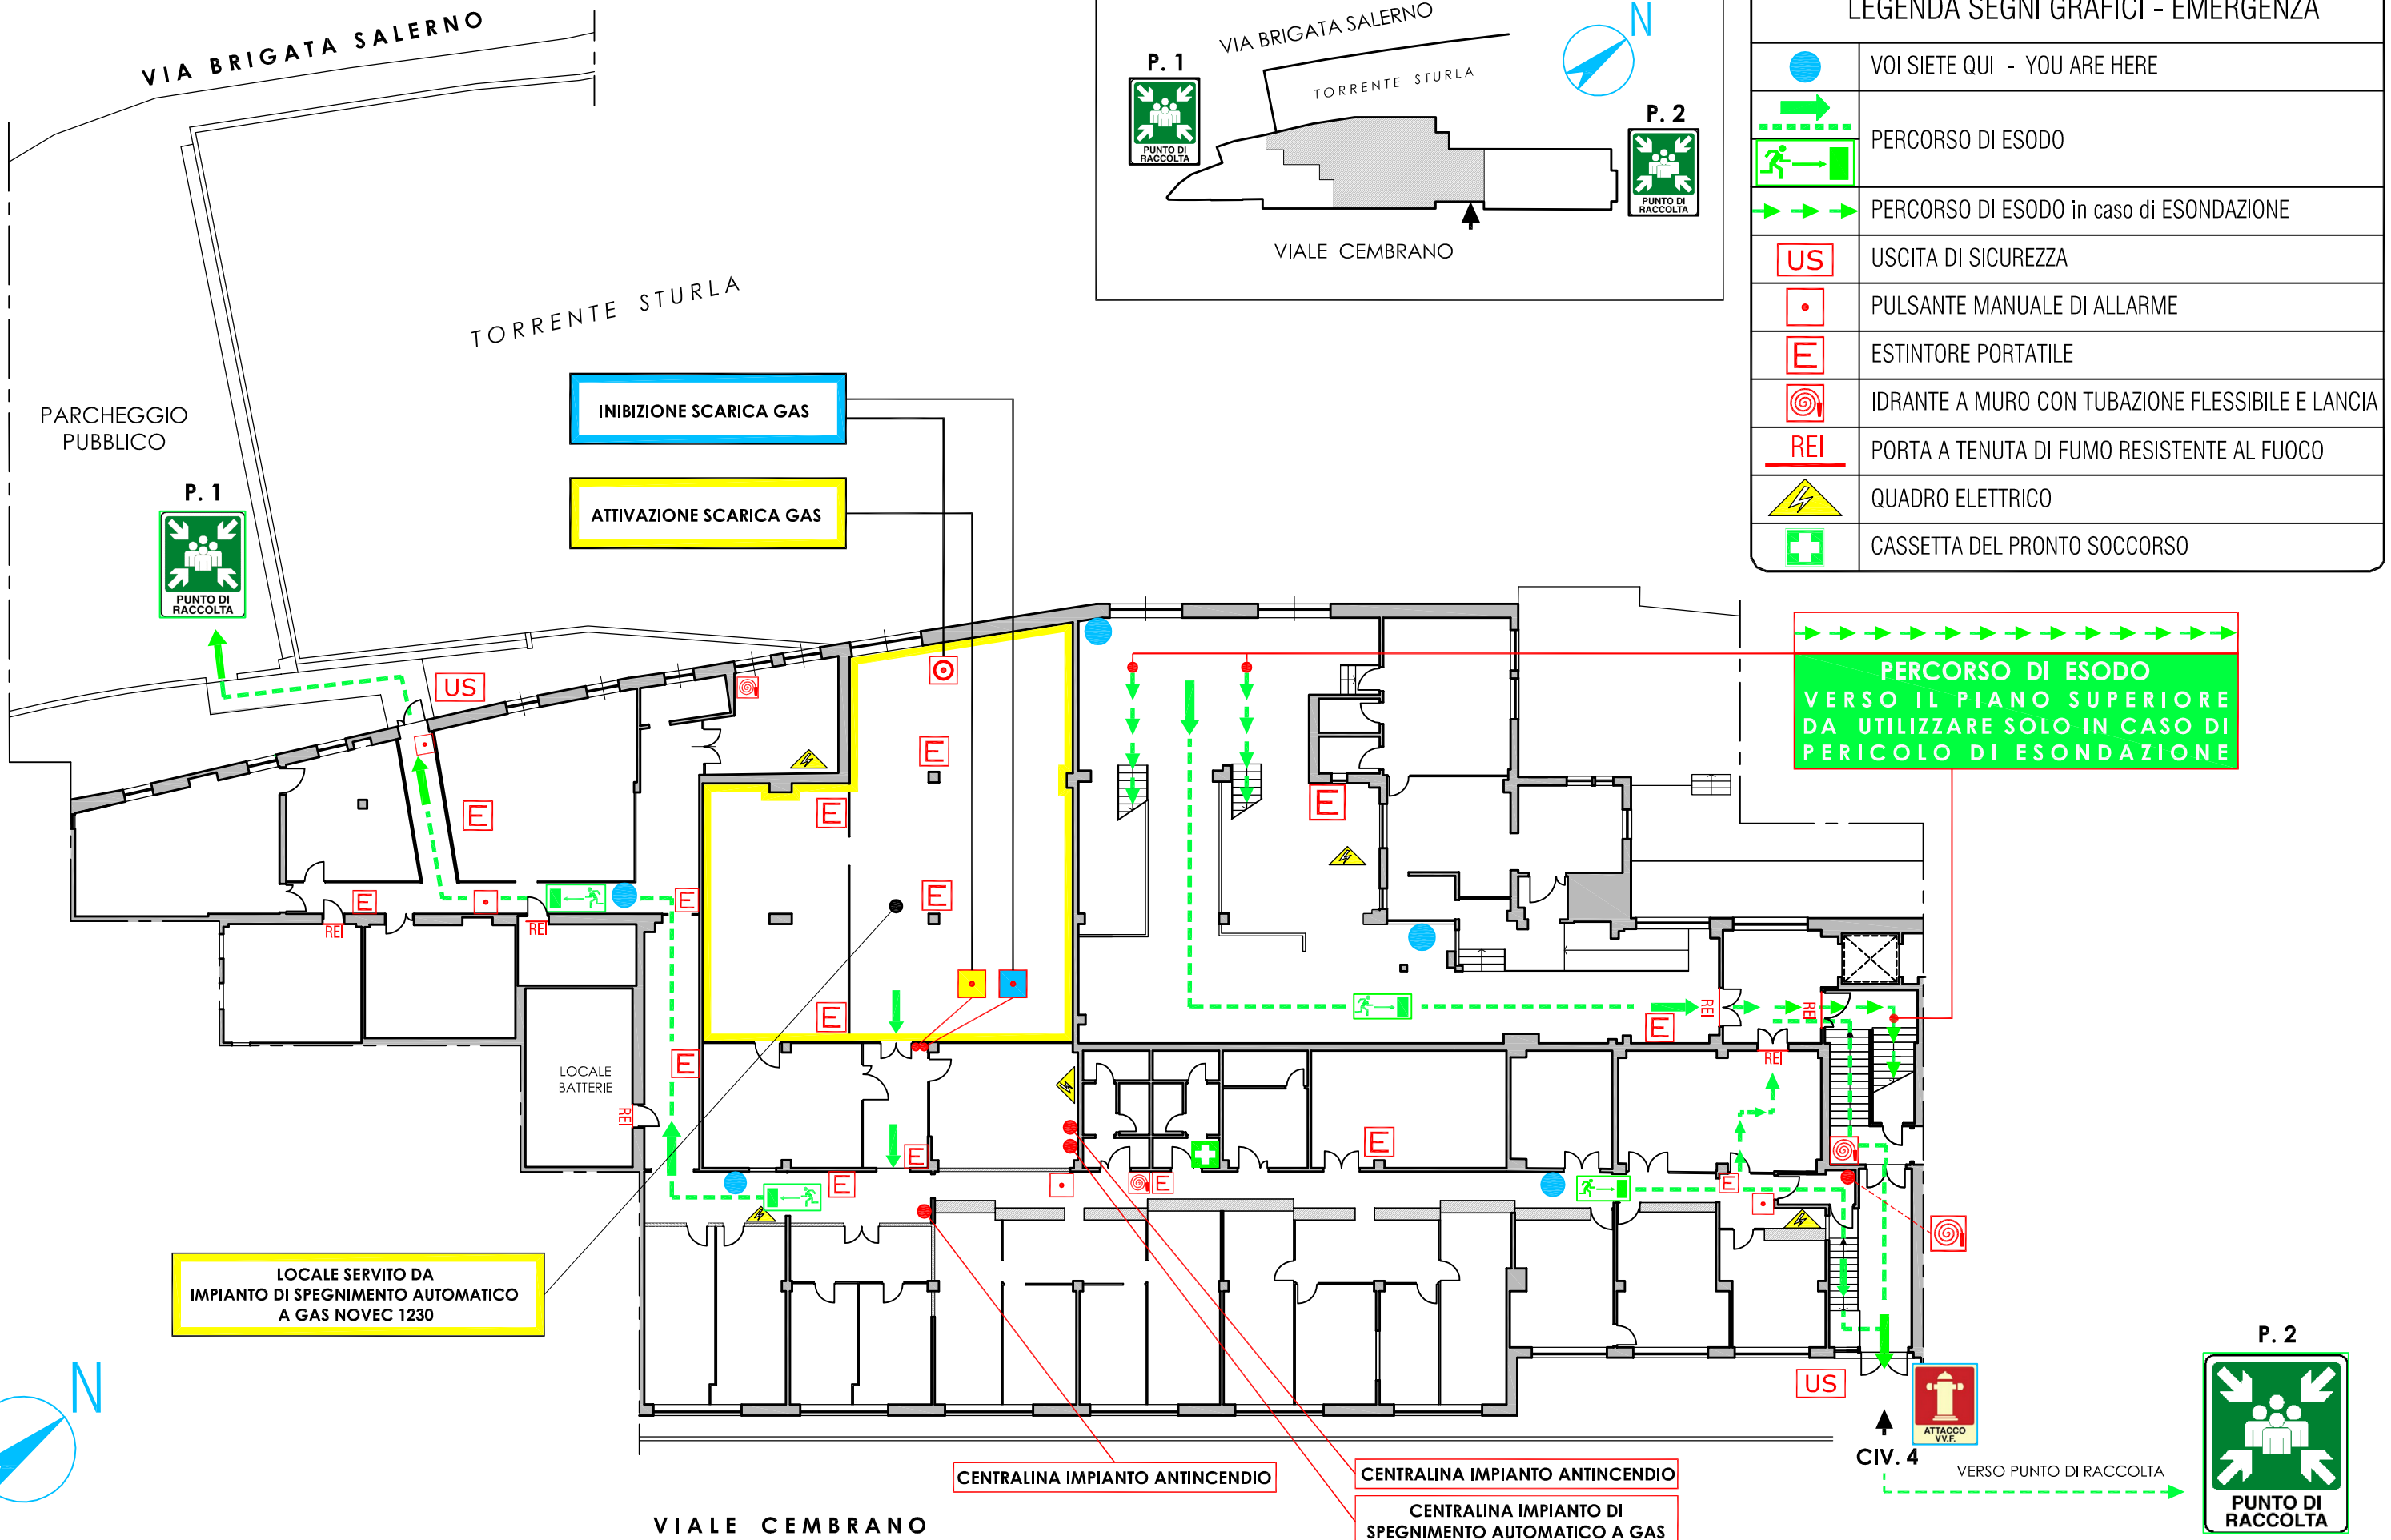 VIA BRIGATA SALERNO
TORRENTE STURLA
PARCHEGGIO
PUBBLICO
P. 1
PUNTO DI
RACCOLTA
VIA BRIGATA SALERNO
TORRENTE STURLA
N
P. 1
PUNTO DI
RACCOLTA
P. 2
PUNTO DI
RACCOLTA
VIALE CEMBRANO
LEGENDA SEGNI GRAFICI - EMERGENZA
VOI SIETE QUI - YOU ARE HERE
PERCORSO DI ESODO
PERCORSO DI ESODO in caso di ESONDAZIONE
US USCITA DI SICUREZZA
PULSANTE MANUALE DI ALLARME
E ESTINTORE PORTATILE
IDRANTE A MURO CON TUBAZIONE FLESSIBILE E LANCIA
REI PORTA A TENUTA DI FUMO RESISTENTE AL FUOCO
QUADRO ELETTRICO
CASSETTA DEL PRONTO SOCCORSO
INIBIZIONE SCARICA GAS
ATTIVAZIONE SCARICA GAS
PERCORSO DI ESODO
VERSO IL PIANO SUPERIORE
DA UTILIZZARE SOLO IN CASO DI
PERICOLO DI ESONDAZIONE
US
E
E
E
E
E
E
E
E
REI
REI
E
REI
E
REI
REI
LOCALE
BATTERIE
E
REI
E
E
E
E
E
LOCALE SERVITO DA
IMPIANTO DI SPEGNIMENTO AUTOMATICO
A GAS NOVEC 1230
N
US
ATTACCO
VV.F.
CIV. 4
VERSO PUNTO DI RACCOLTA
P. 2
PUNTO DI
RACCOLTA
CENTRALINA IMPIANTO ANTINCENDIO
CENTRALINA IMPIANTO ANTINCENDIO
CENTRALINA IMPIANTO DI
SPEGNIMENTO AUTOMATICO A GAS
VIALE CEMBRANO